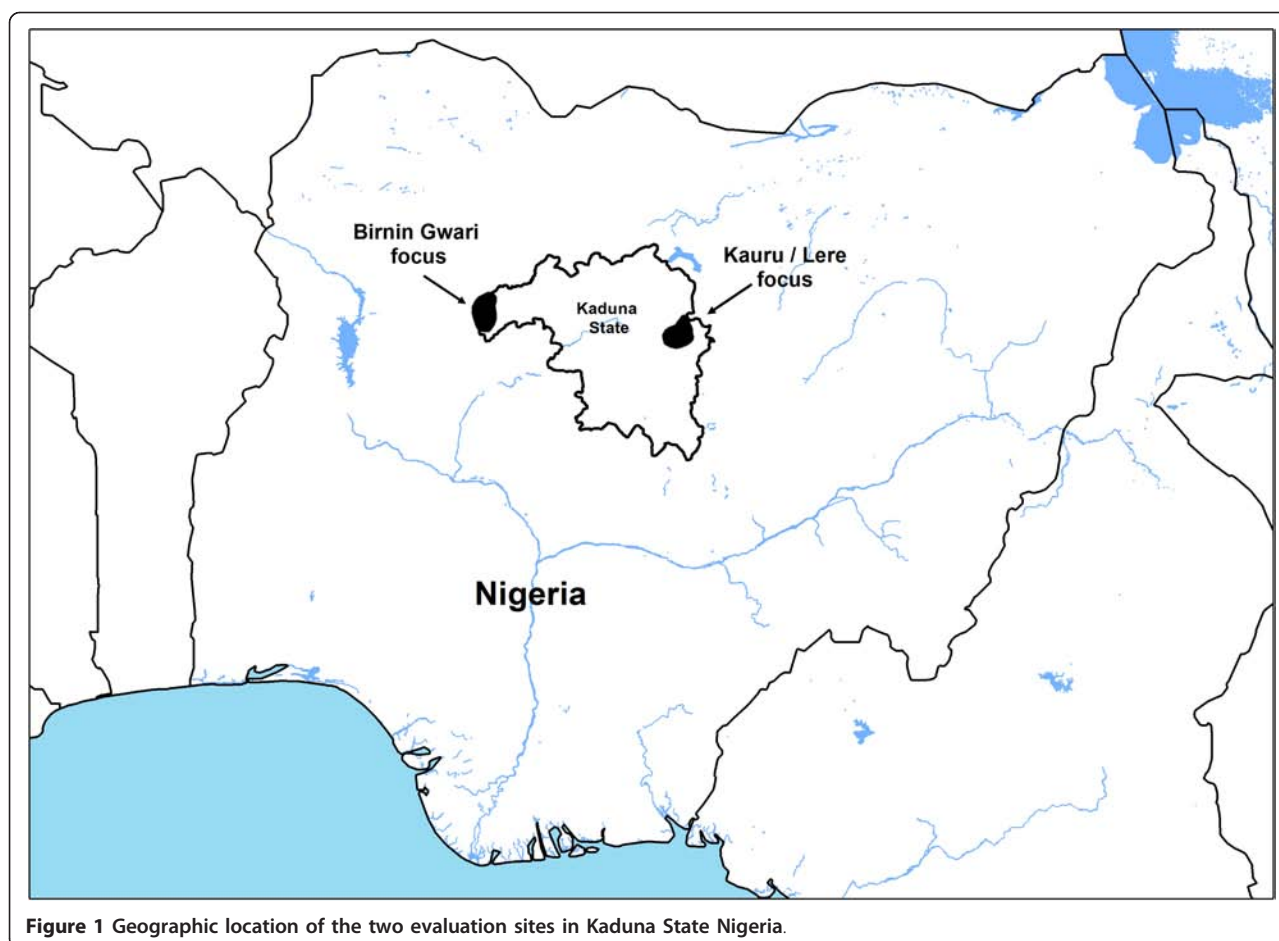 Birnin Gwari
focus
Kauru / Lere
focus
Kaduna
State
Nigeria
Figure 1 Geographic location of the two evaluation sites in Kaduna State Nigeria.